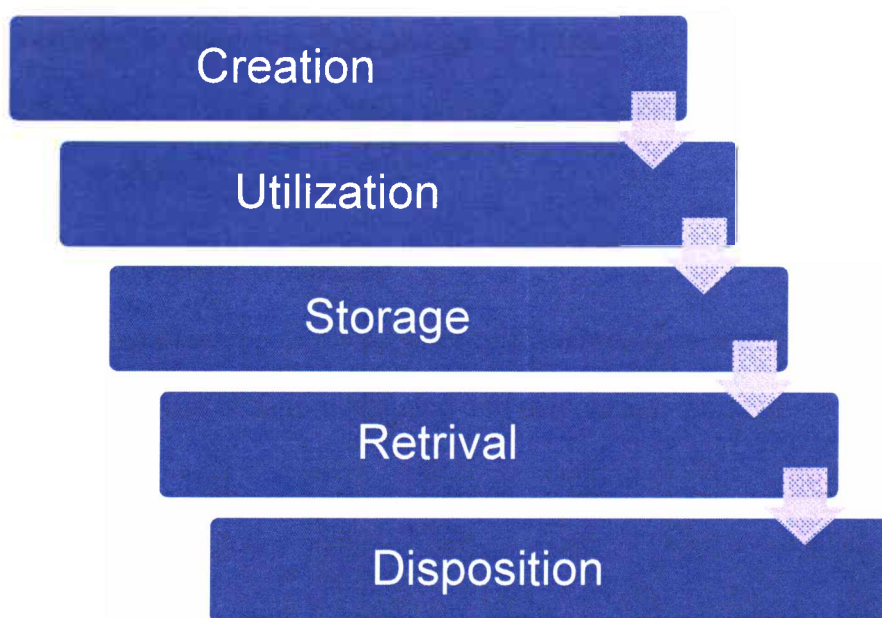 Creation
Utilization
Storage
Retrival
Disposition